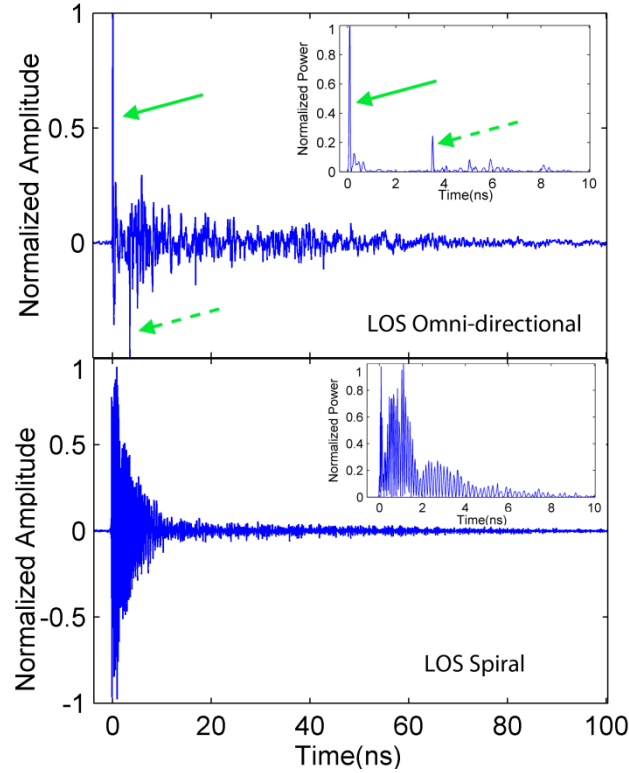 Normalized Amplitude
1
0.5
0
Normalized Power
1
0.8
0.6
0.4
0.2
0
0 2 4 6 8 10
Time(ns)
LOS Omni-directional
Normalized Amplitude
1
0.5
0
-0.5
-1
Normalized Power
1
0.8
0.6
0.4
0.2
0
0 2 4 6 8 10
Time(ns)
LOS Spiral
0 20 40 60 80 100
Time(ns)